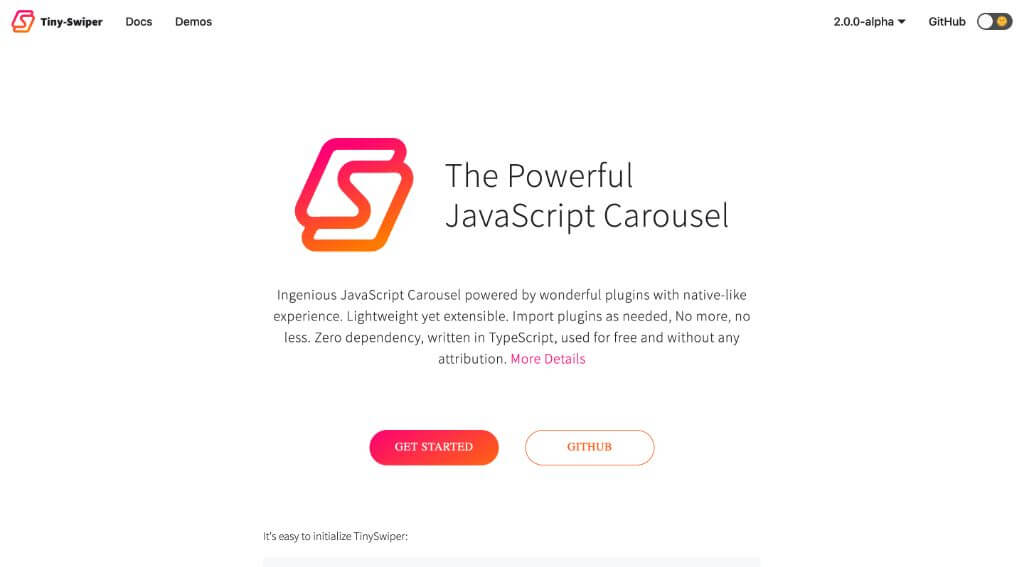 Tiny-Swiper Docs Demos 2.0.0-alpha GitHub
The Powerful
JavaScript Carousel
Ingenious JavaScript Carousel powered by wonderful plugins with native-like
experience. Lightweight yet extensible. Import plugins as needed, No more, no
less. Zero dependency, written in TypeScript, used for free and without any
attribution. More Details
GET STARTED GITHUB
It's easy to initialize TinySwiper: